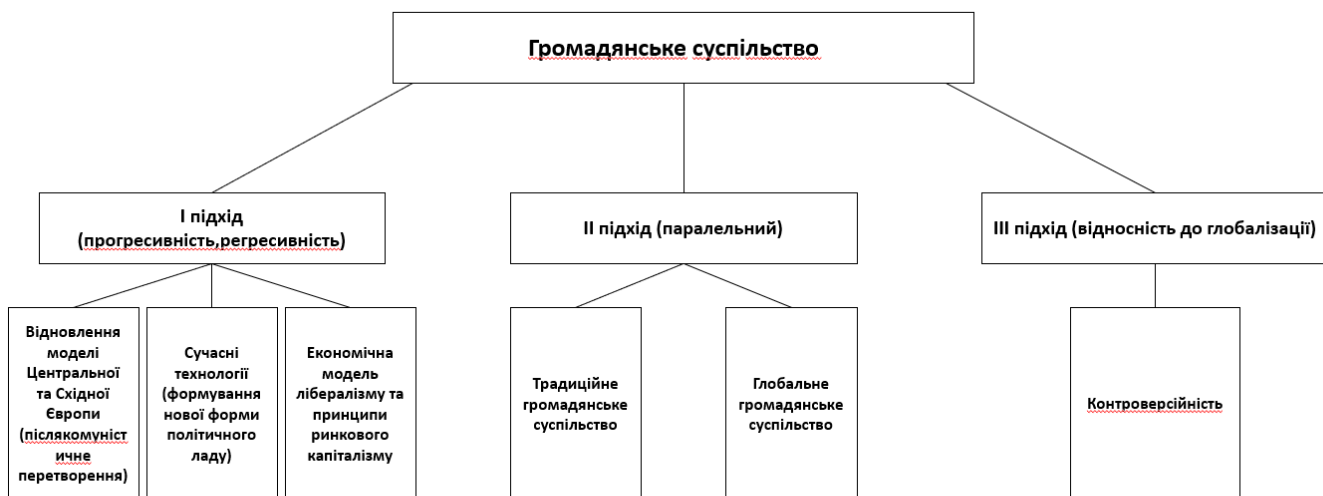 Громадянське суспільство
І підхід
(прогресивність,регресивність)
ІІ підхід (паралельний)
ІІІ підхід (відносність до глобалізації)
Відновлення
моделі
Центральної
та Східної
Європи
(післякомуніст
ичне
перетворення)
Сучасні
технології
(формування
нової форми
політичного
ладу)
Економічна
модель
лібералізму та
принципи
ринкового
капіталізму
Традиційне
громадянське
суспільство
Глобальне
громадянське
суспільство
Контроверсійність